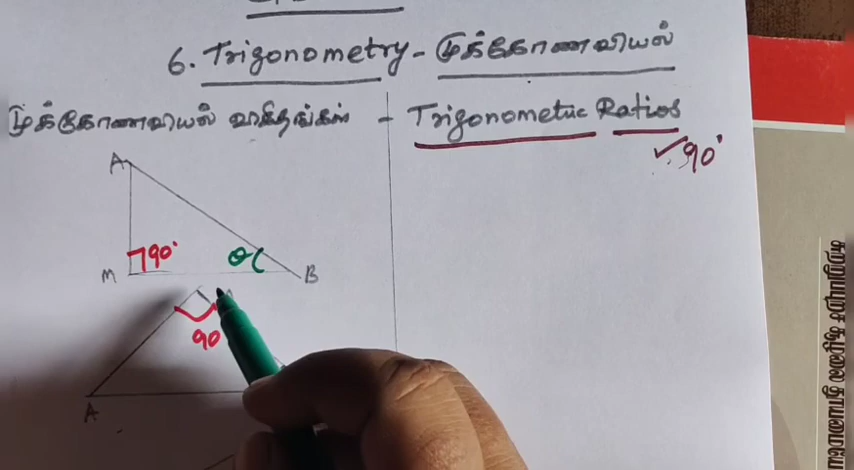 6. Trigonometry - முக்கோணவியல்
முக்கோணவியல் விகிதங்கள் - Trigonometric Ratios
✓90°
A
90°
θ
M
B
90
A